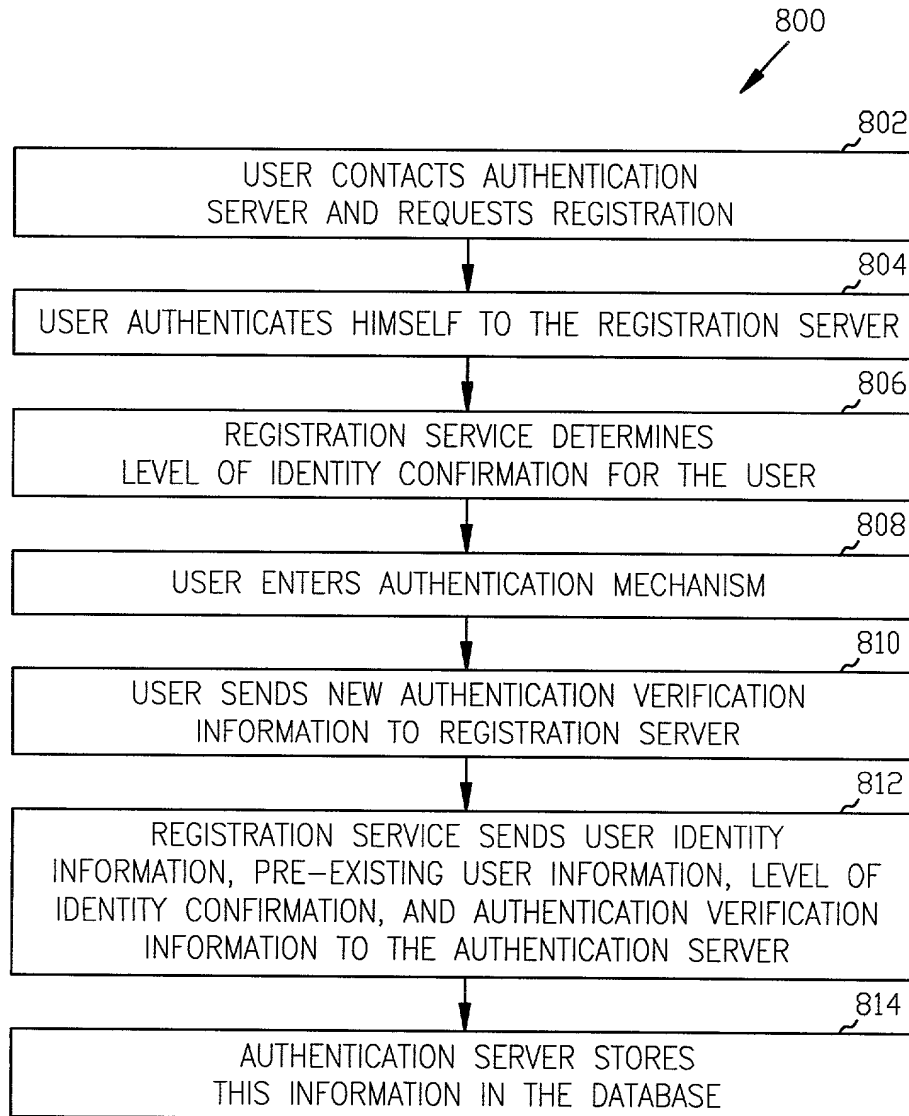 800
802
USER CONTACTS AUTHENTICATION
SERVER AND REQUESTS REGISTRATION
804
USER AUTHENTICATES HIMSELF TO THE REGISTRATION SERVER
806
REGISTRATION SERVICE DETERMINES
LEVEL OF IDENTITY CONFIRMATION FOR THE USER
808
USER ENTERS AUTHENTICATION MECHANISM
810
USER SENDS NEW AUTHENTICATION VERIFICATION
INFORMATION TO REGISTRATION SERVER
812
REGISTRATION SERVICE SENDS USER IDENTITY
INFORMATION, PRE-EXISTING USER INFORMATION, LEVEL OF
IDENTITY CONFIRMATION, AND AUTHENTICATION VERIFICATION
INFORMATION TO THE AUTHENTICATION SERVER
814
AUTHENTICATION SERVER STORES
THIS INFORMATION IN THE DATABASE